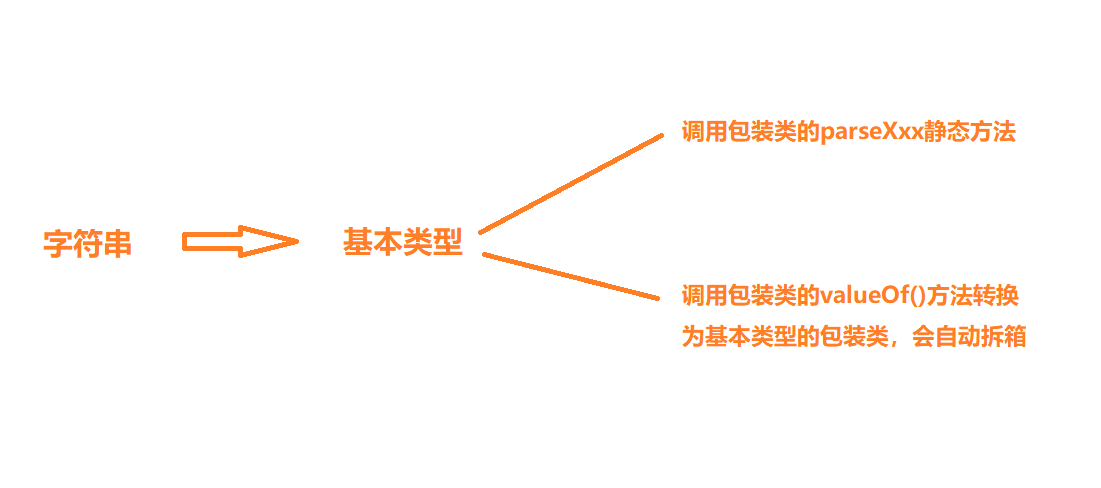 调用包装类的parseXxx静态方法
字符串
基本类型
调用包装类的valueOf()方法转换
为基本类型的包装类，会自动拆箱